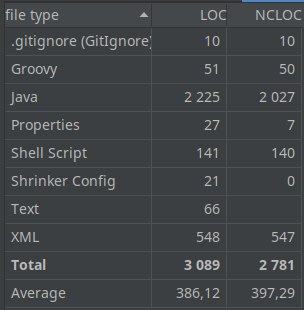 file type LOC NCLOC
.gitignore (GitIgnore) 10 10
Groovy 51 50
Java 2 225 2 027
Properties 27 7
Shell Script 141 140
Shrinker Config 21 0
Text 66
XML 548 547
Total 3 089 2 781
Average 386,12 397,29